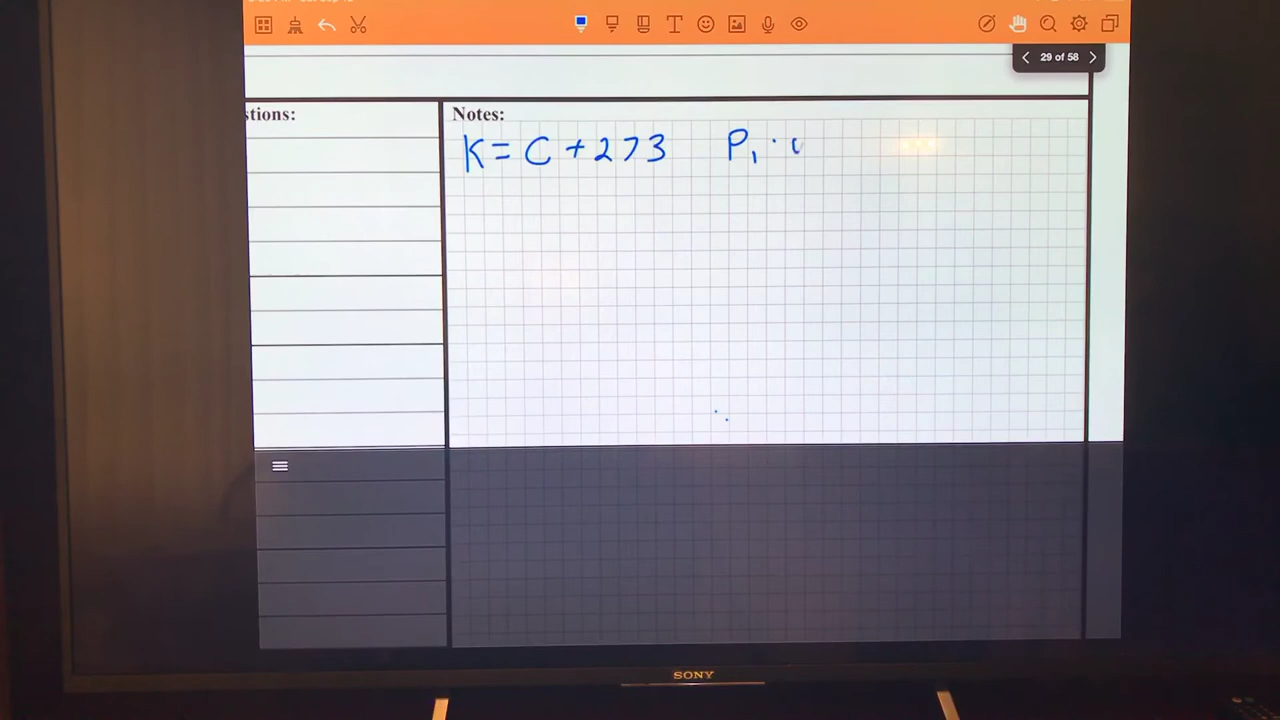 29 of 58
stions:
Notes:
K = C + 273 P₁ ·
SONY